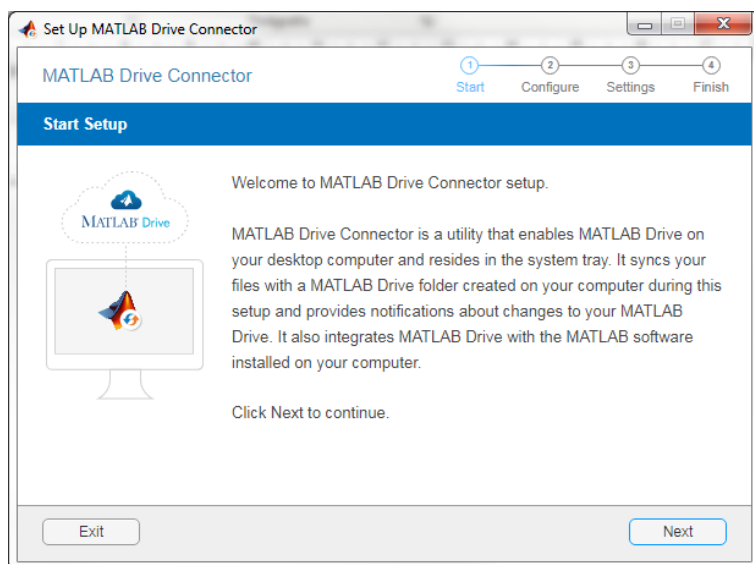 Set Up MATLAB Drive Connector
MATLAB Drive Connector
1 2 3 4
Start Configure Settings Finish
Start Setup
MATLAB Drive
Welcome to MATLAB Drive Connector setup.
MATLAB Drive Connector is a utility that enables MATLAB Drive on
your desktop computer and resides in the system tray. It syncs your
files with a MATLAB Drive folder created on your computer during this
setup and provides notifications about changes to your MATLAB
Drive. It also integrates MATLAB Drive with the MATLAB software
installed on your computer.
Click Next to continue.
Exit Next